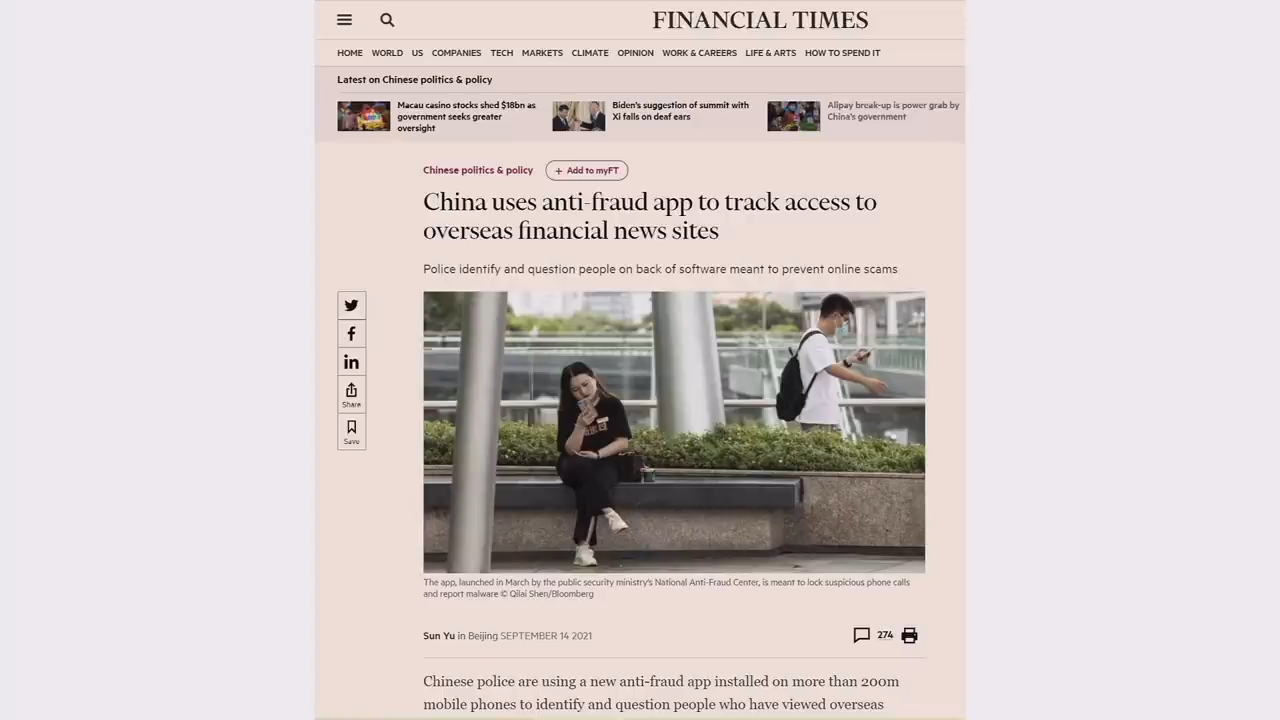 FINANCIAL TIMES
HOME WORLD US COMPANIES TECH MARKETS CLIMATE OPINION WORK & CAREERS LIFE & ARTS HOW TO SPEND IT
Latest on Chinese politics & policy
Macau casino stocks shed $18bn as
government seeks greater
oversight
Biden's suggestion of summit with
Xi falls on deaf ears
Alipay break-up is power grab by
China's government
Chinese politics & policy
+ Add to myFT
China uses anti-fraud app to track access to
overseas financial news sites
Police identify and question people on back of software meant to prevent online scams
Share
Save
The app, launched in March by the public security ministry's National Anti-Fraud Center, is meant to lock suspicious phone calls
and report malware © Qilai Shen/Bloomberg
Sun Yu in Beijing SEPTEMBER 14 2021
274
Chinese police are using a new anti-fraud app installed on more than 200m
mobile phones to identify and question people who have viewed overseas